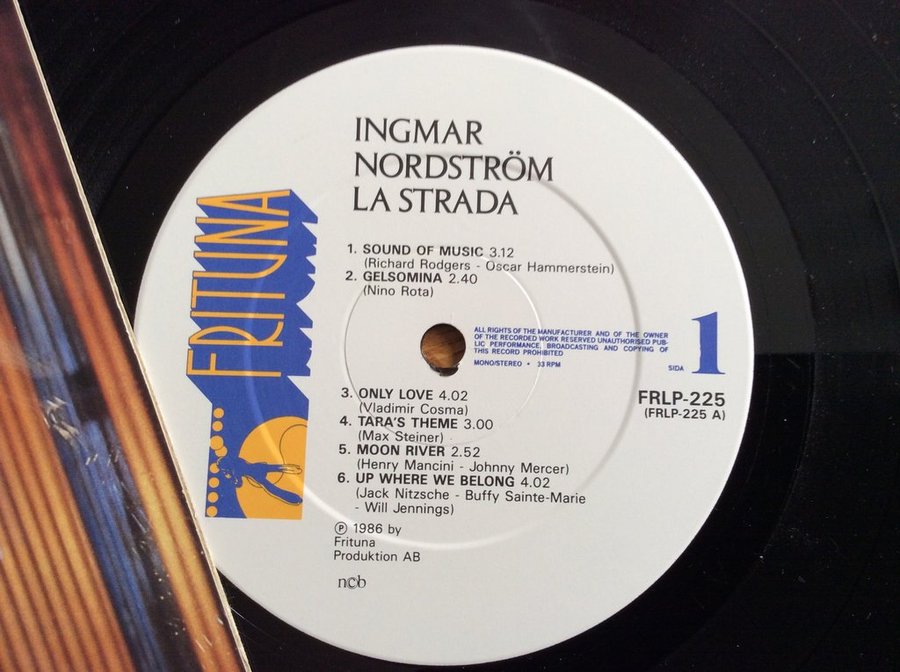 INGMAR
NORDSTRÖM
LA STRADA
FRITUNA
1. SOUND OF MUSIC 3.12
(Richard Rodgers - Oscar Hammerstein)
2. GELSOMINA 2.40
(Nino Rota)
ALL RIGHTS OF THE MANUFACTURER AND OF THE OWNER
OF THE RECORDED WORK RESERVED UNAUTHORISED PUB-
LIC PERFORMANCE, BROADCASTING AND COPYING OF
THIS RECORD PROHIBITED
MONO/STEREO • 33 RPM
SIDA 1
FRLP-225
(FRLP-225 A)
3. ONLY LOVE 4.02
(Vladimir Cosma)
4. TARA'S THEME 3.00
(Max Steiner)
5. MOON RIVER 2.52
(Henry Mancini - Johnny Mercer)
6. UP WHERE WE BELONG 4.02
(Jack Nitzsche - Buffy Sainte-Marie
- Will Jennings)
℗ 1986 by
Frituna
Produktion AB
n©b